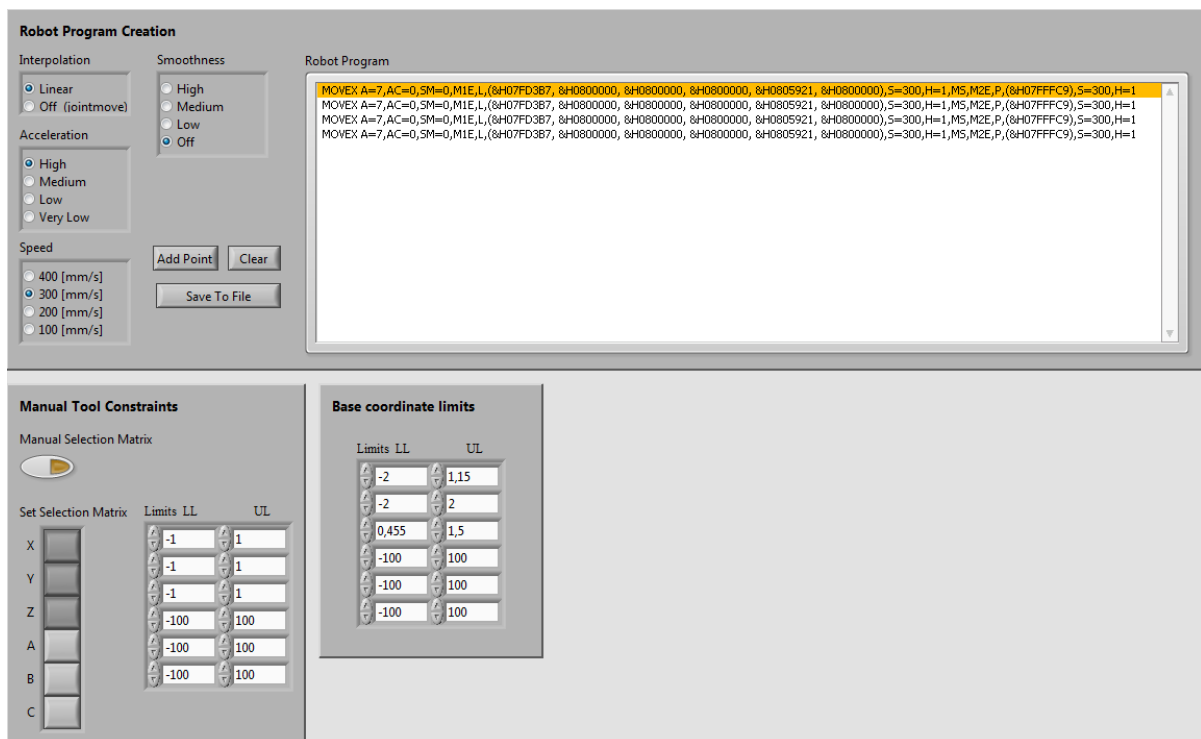 Robot Program Creation
Interpolation
Linear
Off (jointmove)
Acceleration
High
Medium
Low
Very Low
Speed
400 [mm/s]
300 [mm/s]
200 [mm/s]
100 [mm/s]
Smoothness
High
Medium
Low
Off
Add Point Clear
Save To File
Robot Program
MOVEX A=7,AC=0,SM=0,M1E,L,(&H07FD3B7, &H0800000, &H0800000, &H0800000, &H0805921, &H0800000),S=300,H=1,MS,M2E,P,(&H07FFFC9),S=300,H=1
MOVEX A=7,AC=0,SM=0,M1E,L,(&H07FD3B7, &H0800000, &H0800000, &H0800000, &H0805921, &H0800000),S=300,H=1,MS,M2E,P,(&H07FFFC9),S=300,H=1
MOVEX A=7,AC=0,SM=0,M1E,L,(&H07FD3B7, &H0800000, &H0800000, &H0800000, &H0805921, &H0800000),S=300,H=1,MS,M2E,P,(&H07FFFC9),S=300,H=1
MOVEX A=7,AC=0,SM=0,M1E,L,(&H07FD3B7, &H0800000, &H0800000, &H0800000, &H0805921, &H0800000),S=300,H=1,MS,M2E,P,(&H07FFFC9),S=300,H=1
Manual Tool Constraints
Manual Selection Matrix
Set Selection Matrix
X
Y
Z
A
B
C
Limits LL UL
-1 1
-1 1
-1 1
-100 100
-100 100
-100 100
Base coordinate limits
Limits LL UL
-2 1,15
-2 2
0,455 1,5
-100 100
-100 100
-100 100